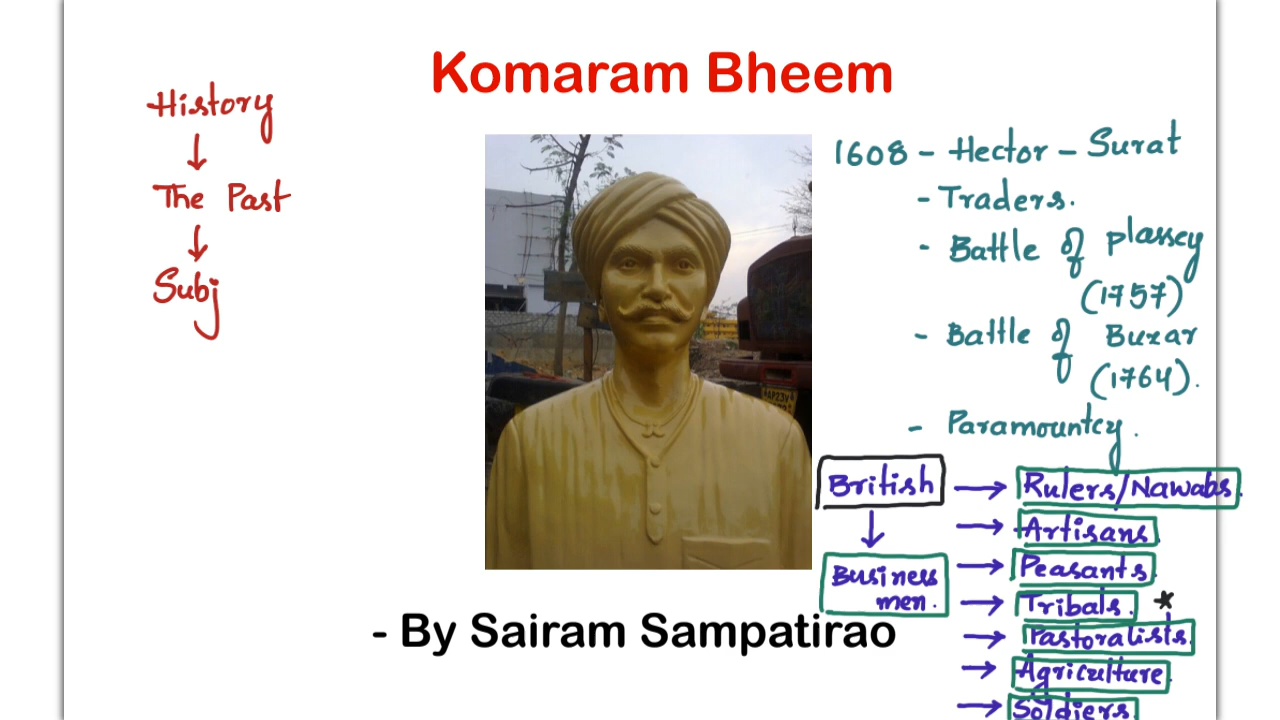 Komaram Bheem
History
↓
The Past
↓
Subj
1608 - Hector - Surat
- Traders.
- Battle of plassey
(1757)
- Battle of Buxar
(1764).
- Paramountcy.
British → Rulers/Nawabs.
→ Artisans
↓
Business men.
→ Peasants
→ Tribals. *
→ Pastoralists.
→ Agriculture.
→ Soldiers
AP23V
- By Sairam Sampatirao